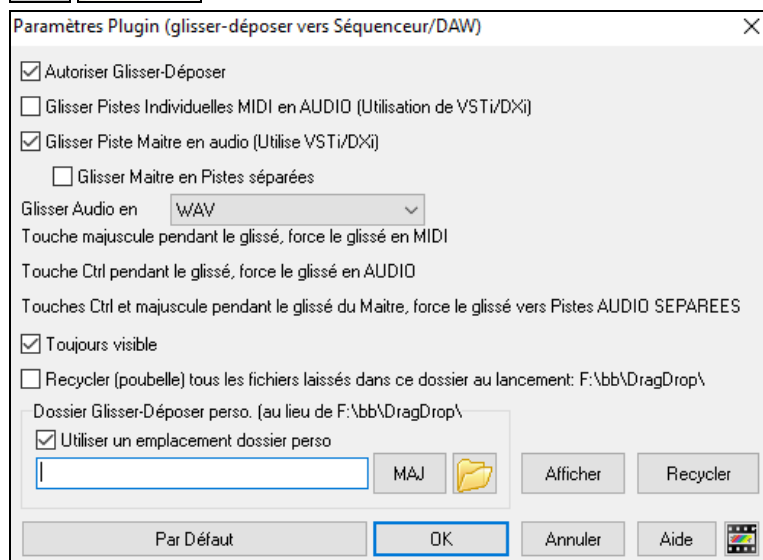 Paramètres Plugin (glisser-déposer vers Séquenceur/DAW)
Autoriser Glisser-Déposer
Glisser Pistes Individuelles MIDI en AUDIO (Utilisation de VSTi/DXi)
Glisser Piste Maitre en audio (Utilise VSTi/DXi)
Glisser Maitre en Pistes séparées
Glisser Audio en WAV
Touche majuscule pendant le glissé, force le glissé en MIDI
Touche Ctrl pendant le glissé, force le glissé en AUDIO
Touches Ctrl et majuscule pendant le glissé du Maitre, force le glissé vers Pistes AUDIO SEPAREES
Toujours visible
Recycler (poubelle) tous les fichiers laissés dans ce dossier au lancement: F:\bb\DragDrop\
Dossier Glisser-Déposer perso. (au lieu de F:\bb\DragDrop\
Utiliser un emplacement dossier perso
MAJ Afficher Recycler
Par Défaut OK Annuler Aide